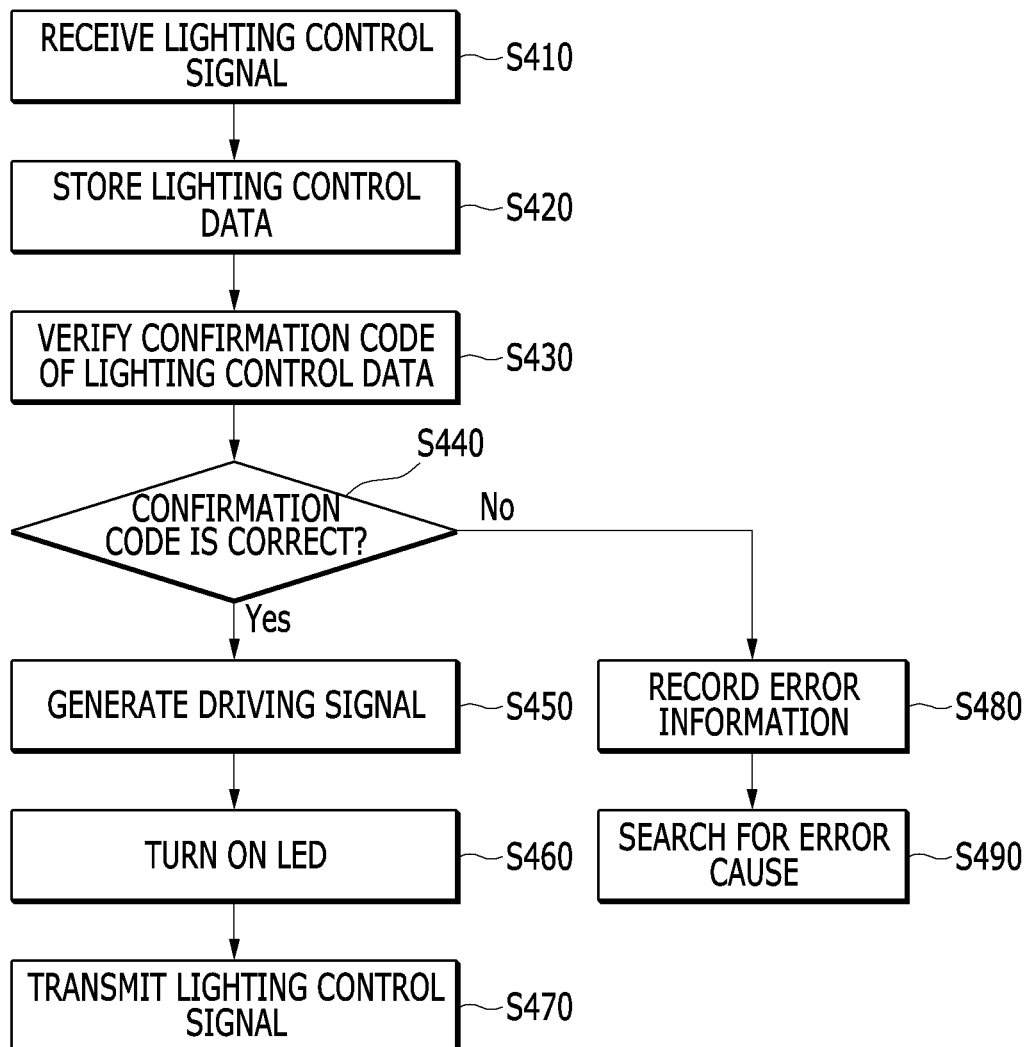 RECEIVE LIGHTING CONTROL
SIGNAL
S410
STORE LIGHTING CONTROL
DATA
S420
VERIFY CONFIRMATION CODE
OF LIGHTING CONTROL DATA
S430
S440
CONFIRMATION
CODE IS CORRECT?
No
Yes
GENERATE DRIVING SIGNAL
S450
RECORD ERROR
INFORMATION
S480
TURN ON LED
S460
SEARCH FOR ERROR
CAUSE
S490
TRANSMIT LIGHTING CONTROL
SIGNAL
S470